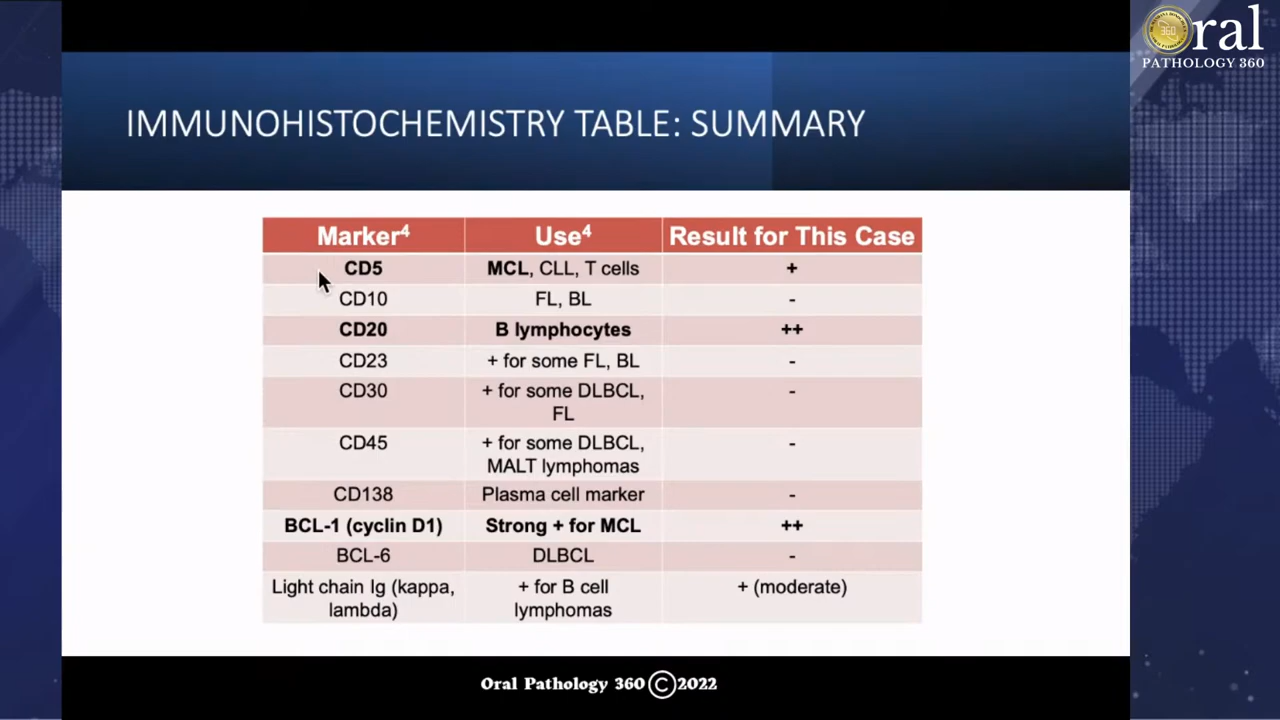 Oral
PATHOLOGY 360
IMMUNOHISTOCHEMISTRY TABLE: SUMMARY
Marker4 Use4 Result for This Case
CD5 MCL, CLL, T cells +
CD10 FL, BL -
CD20 B lymphocytes ++
CD23 + for some FL, BL -
CD30 + for some DLBCL, -
FL
CD45 + for some DLBCL, -
MALT lymphomas
CD138 Plasma cell marker -
BCL-1 (cyclin D1) Strong + for MCL ++
BCL-6 DLBCL -
Light chain Ig (kappa, + for B cell + (moderate)
lambda) lymphomas
Oral Pathology 360 © 2022